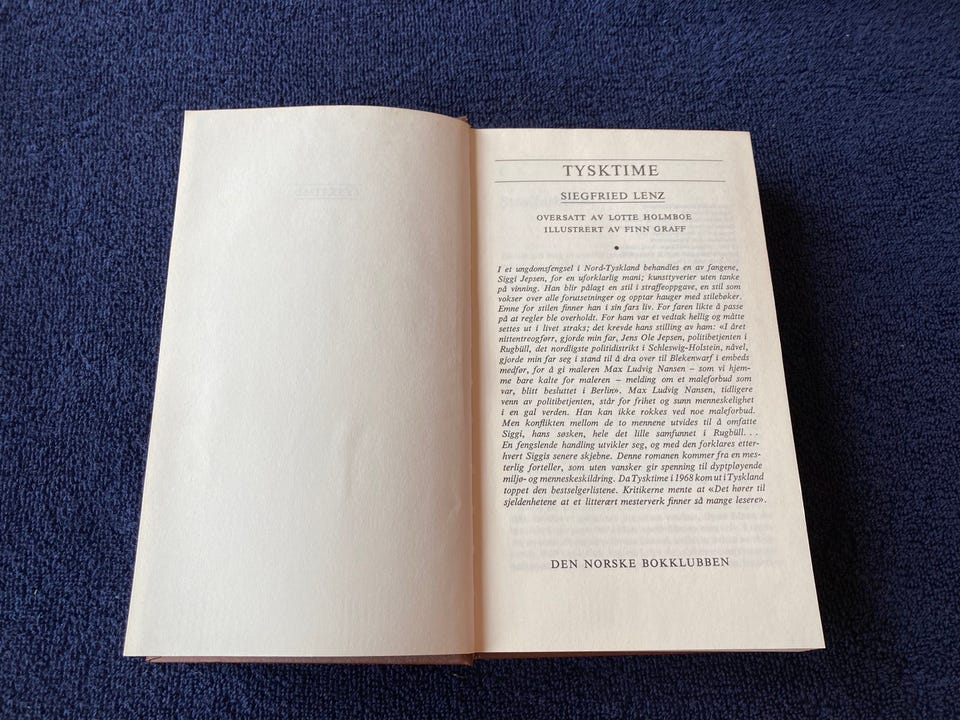 TYSKTIME
SIEGFRIED LENZ
OVERSATT AV LOTTE HOLMBOE
ILLUSTRERT AV FINN GRAFF
I et ungdomsfengsel i Nord-Tyskland behandles en av fangene,
Siggi Jepsen, for en uforklarlig mani; kunsttyverier uten tanke
på vinning. Han blir pålagt en stil i straffeoppgave, en stil som
vokser over alle forutsetninger og opptar hauger med stilebøker.
Emne for stilen finner han i sin fars liv. For faren likte å passe
på at regler ble overholdt. For ham var et vedtak hellig og måtte
settes ut i livet straks; det krevde hans stilling av ham: «I året
nittentreogførr, gjorde min far, Jens Ole Jepsen, politibetjenten i
Rugbüll, det nordligste politidistrikt i Schleswig-Holstein, nåvel,
gjorde min far seg i stand til å dra over til Blekenwarf i embeds
medfør, for å gi maleren Max Ludvig Nansen – som vi hjem-
me bare kalte for maleren – melding om et maleforbud som
var, blitt besluttet i Berlin». Max Ludvig Nansen, tidligere
venn av politibetjenten, står for frihet og sunn menneskelighet
i en gal verden. Han kan ikke rokkes ved noe maleforbud.
Men konflikten mellom de to mennene utvides til å omfatte
Siggi, hans søsken, hele det lille samfunnet i Rugbüll. . .
En fengslende handling utvikler seg, og med den forklares etter-
hvert Siggis senere skjebne. Denne romanen kommer fra en mes-
terlig forteller, som uten vansker gir spenning til dyptpløyende
miljø- og menneskeskildring. Da Tysktime i 1968 kom ut i Tyskland
toppet den bestselgerlistene. Kritikerne mente at «Det hører til
sjeldenhetene at et litterært mesterverk finner så mange lesere».
DEN NORSKE BOKKLUBBEN